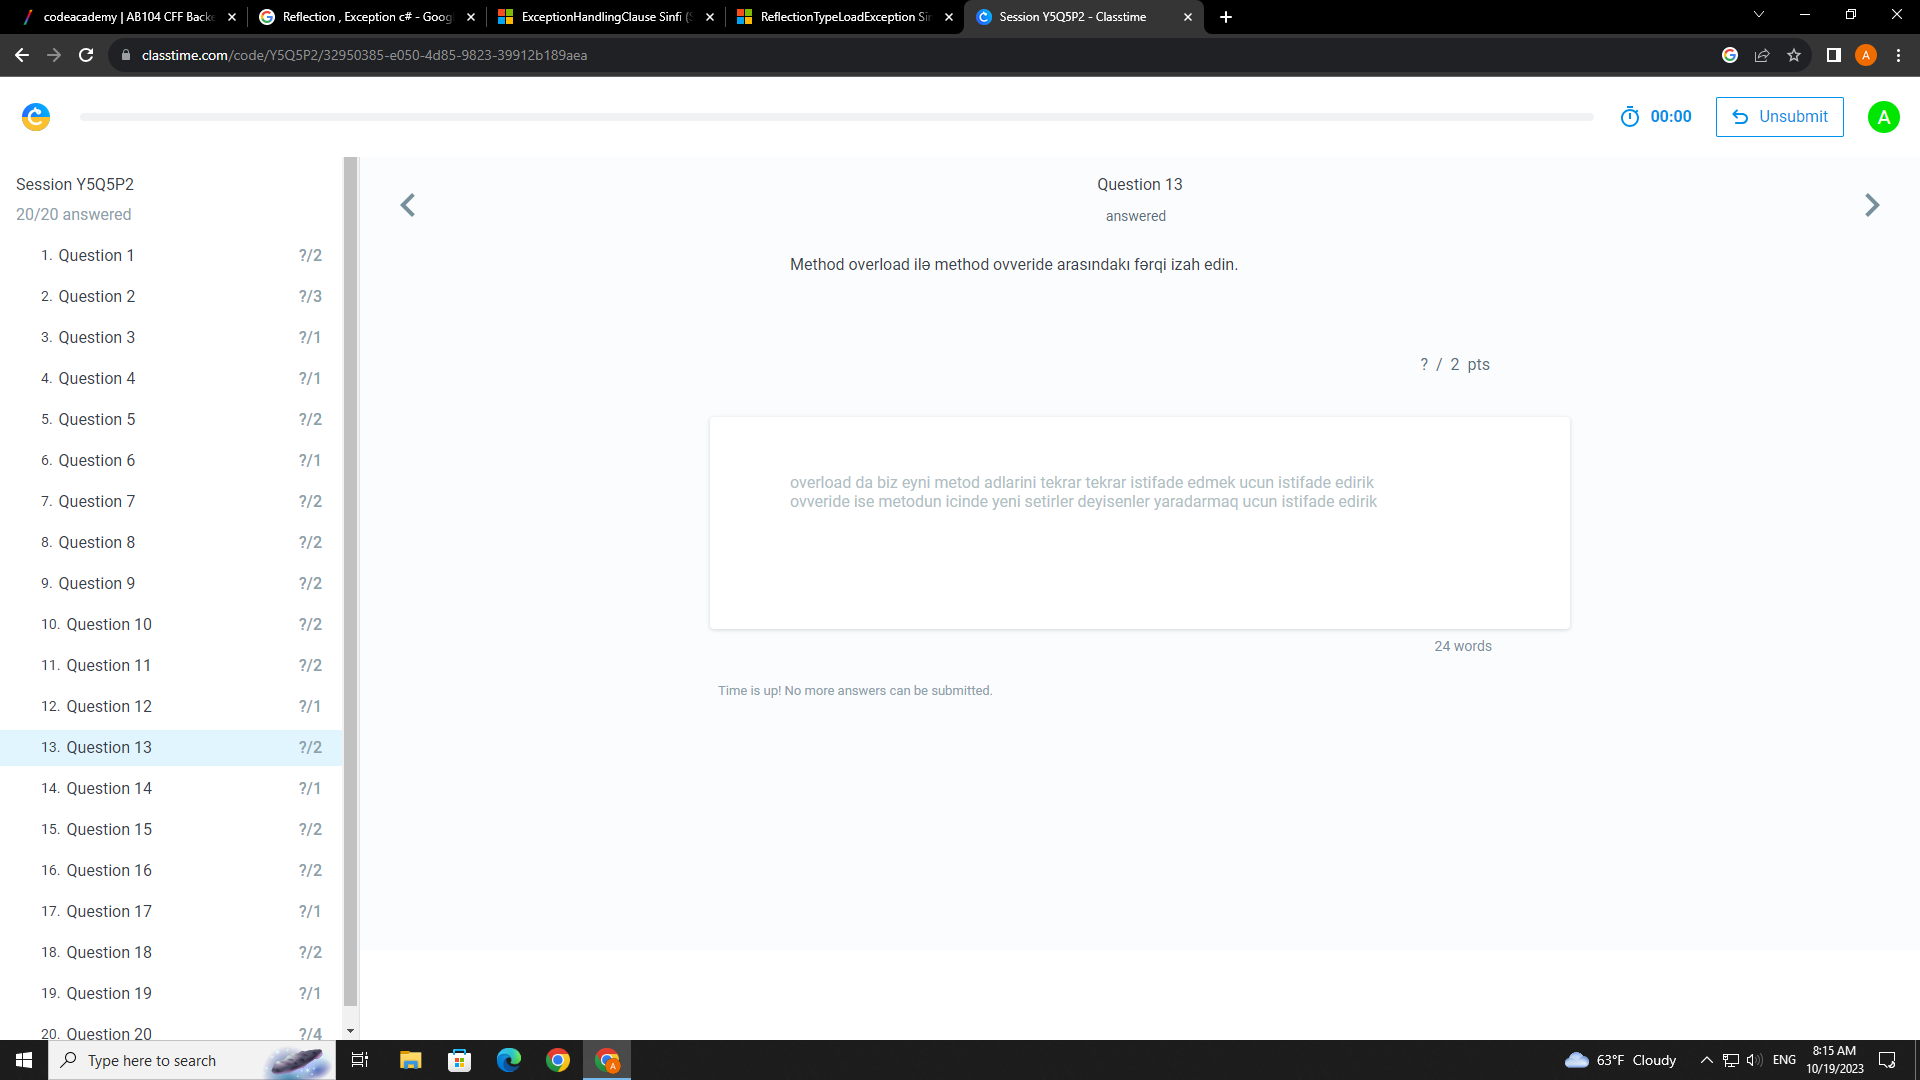 codeacademy | AB104 CFF Back
Reflection , Exception c# - Goog
ExceptionHandlingClause Sinfi (S
ReflectionTypeLoadException Sin
Session Y5Q5P2 - Classtime
classtime.com/code/Y5Q5P2/32950385-e050-4d85-9823-39912b189aea
A
00:00
Unsubmit
A
Session Y5Q5P2
20/20 answered
1. Question 1 ?/2
2. Question 2 ?/3
3. Question 3 ?/1
4. Question 4 ?/1
5. Question 5 ?/2
6. Question 6 ?/1
7. Question 7 ?/2
8. Question 8 ?/2
9. Question 9 ?/2
10. Question 10 ?/2
11. Question 11 ?/2
12. Question 12 ?/1
13. Question 13 ?/2
14. Question 14 ?/1
15. Question 15 ?/2
16. Question 16 ?/2
17. Question 17 ?/1
18. Question 18 ?/2
19. Question 19 ?/1
20. Question 20 ?/4
Question 13
answered
Method overload ilə method ovveride arasındakı fərqi izah edin.
? / 2 pts
overload da biz eyni metod adlarini tekrar tekrar istifade edmek ucun istifade edirik
ovveride ise metodun icinde yeni setirler deyisenler yaradarmaq ucun istifade edirik
24 words
Time is up! No more answers can be submitted.
Type here to search
A
63°F Cloudy
ENG
8:15 AM
10/19/2023